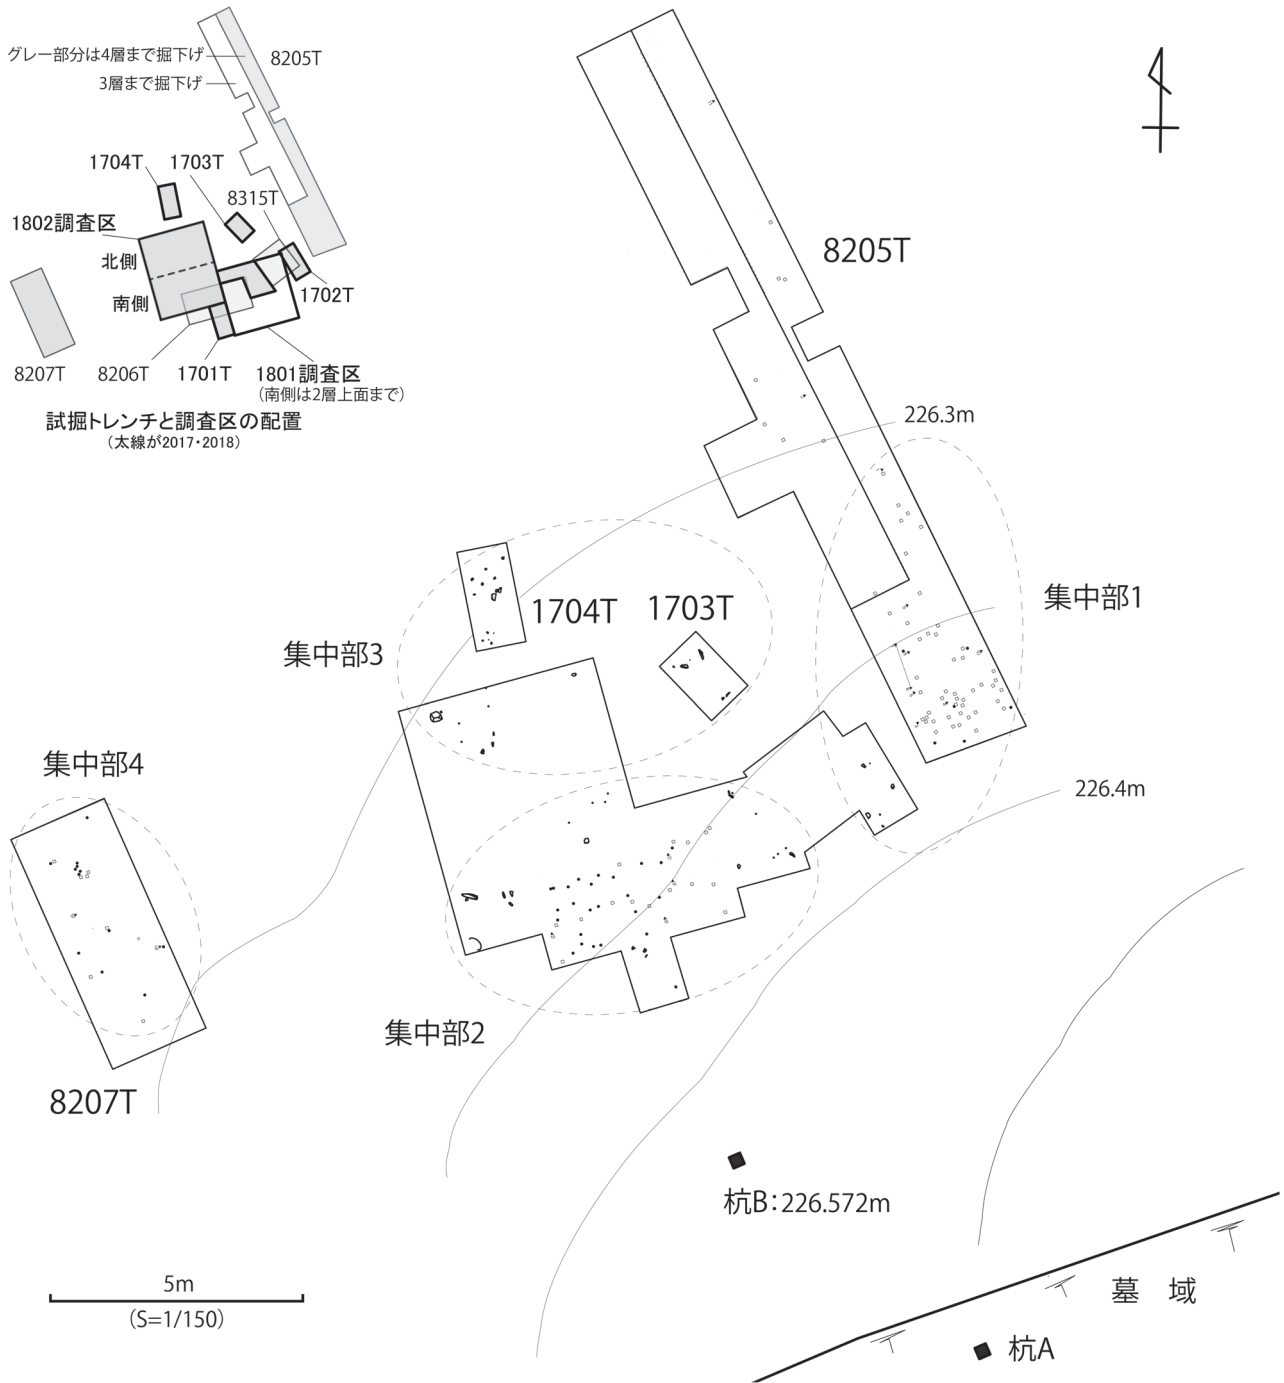 グレー部分は4層まで掘下げ
8205T
3層まで掘下げ
1704T
1703T
8315T
1802調査区
北側
南側
1702T
8207T
8206T
1701T
1801調査区
（南側は2層上面まで）
試掘トレンチと調査区の配置
（太線が2017・2018）
8205T
226.3m
集中部1
1704T
1703T
集中部3
集中部4
226.4m
集中部2
8207T
杭B：226.572m
5m
（S=1/150）
墓　域
杭A